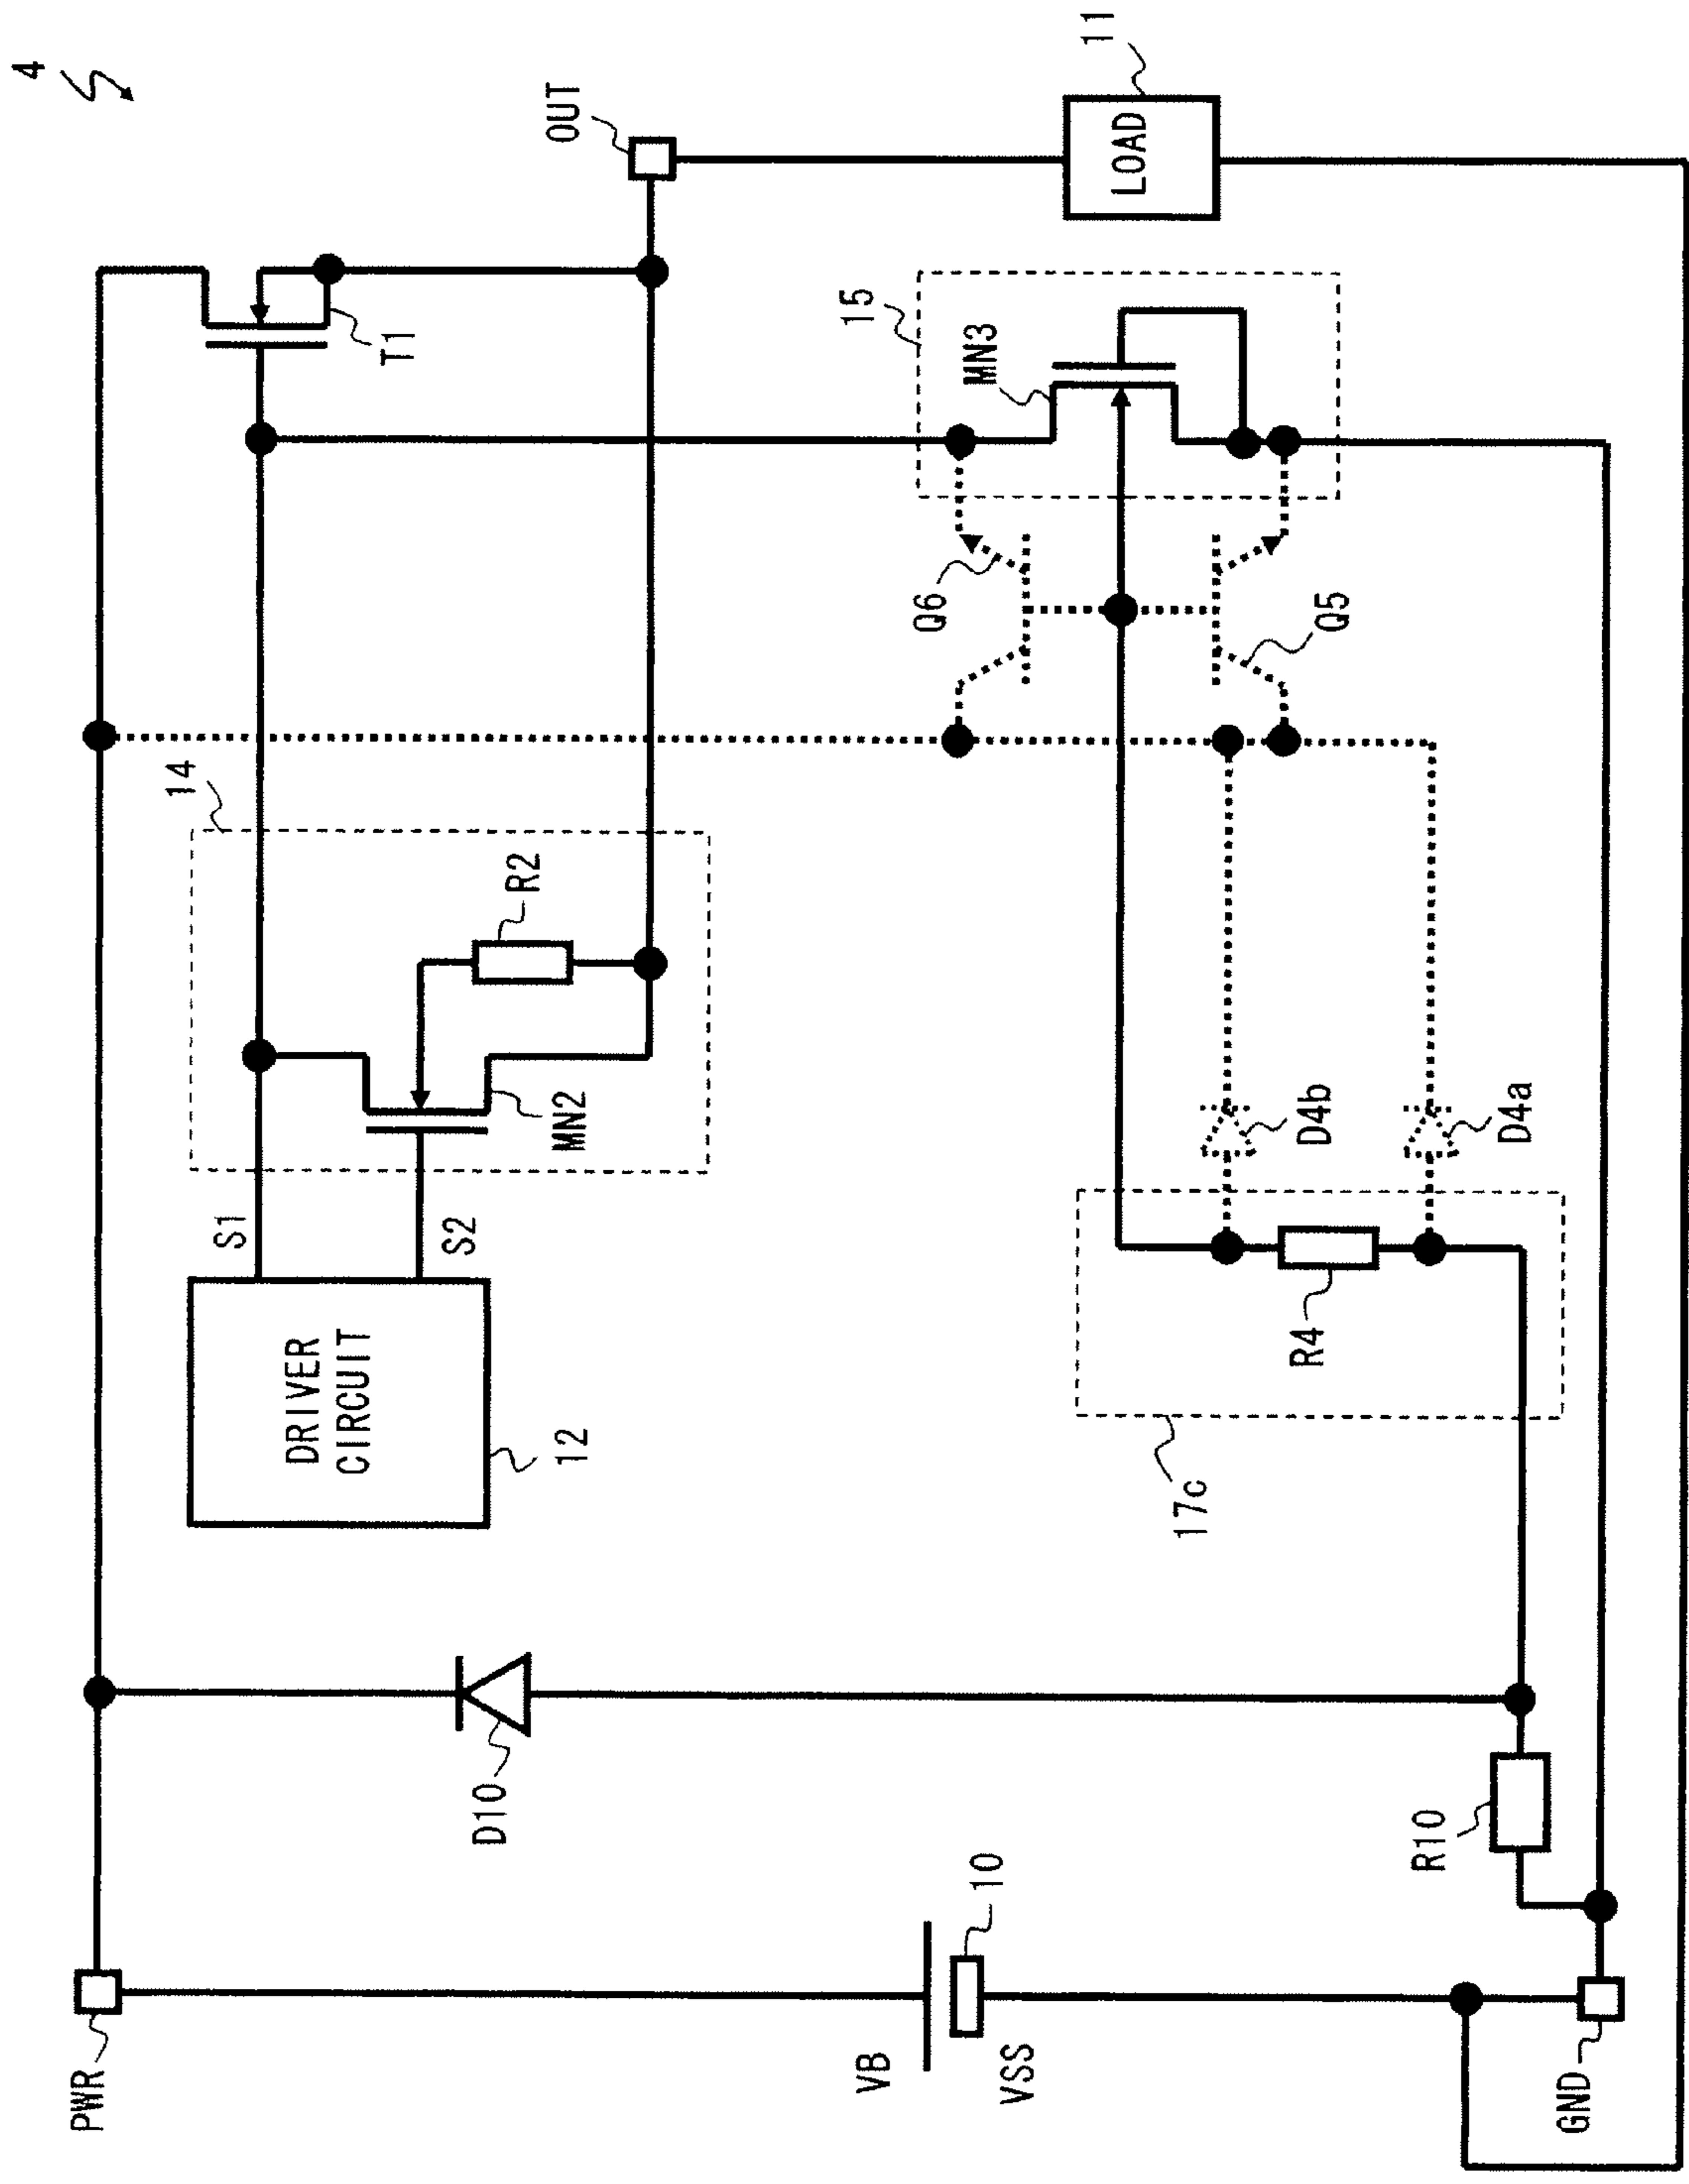 4
PWR
D10
VB
10
VSS
R10
GND
DRIVER
CIRCUIT
12
S1
S2
14
MN2
R2
T1
OUT
15
MN3
Q6
Q5
D4b
D4a
R4
17c
LOAD
11